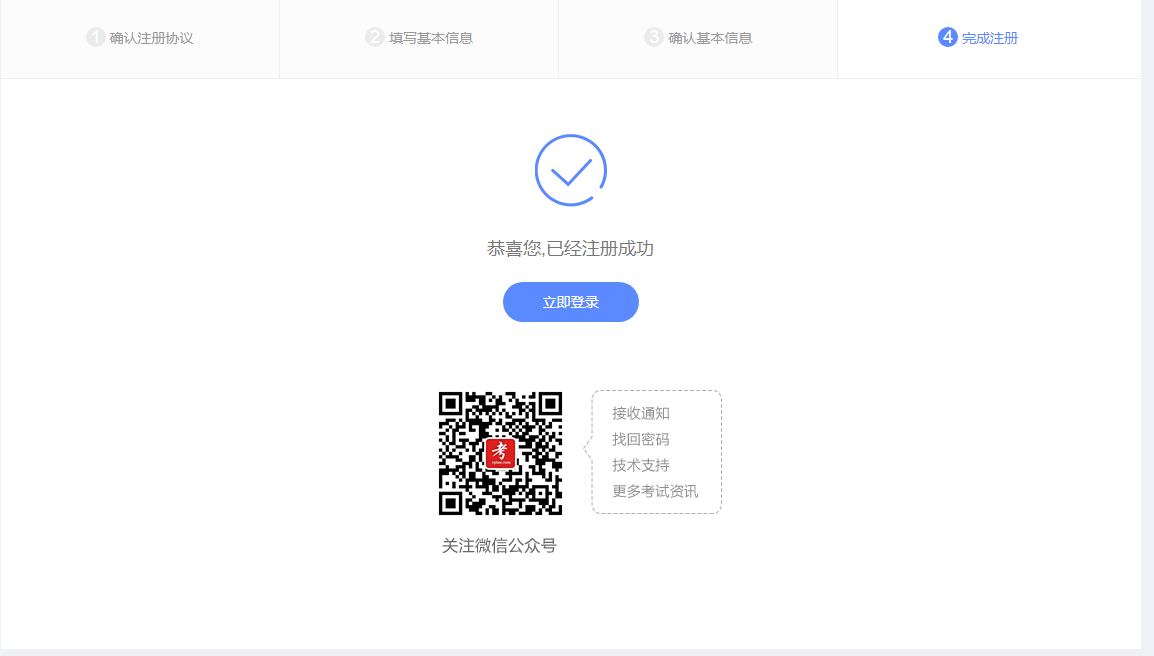 1 确认注册协议
2 填写基本信息
3 确认基本信息
4 完成注册
恭喜您,已经注册成功
立即登录
考
接收通知
找回密码
技术支持
更多考试资讯
关注微信公众号